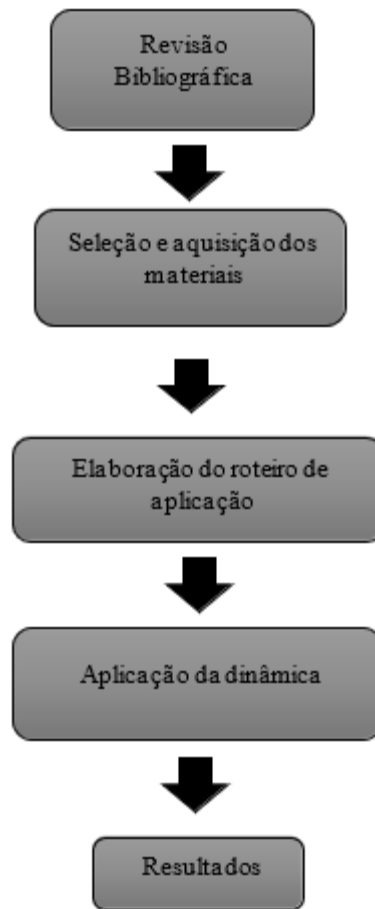 Revisão
Bibliográfica
Seleção e aquisição dos
materiais
Elaboração do roteiro de
aplicação
Aplicação da dinâmica
Resultados